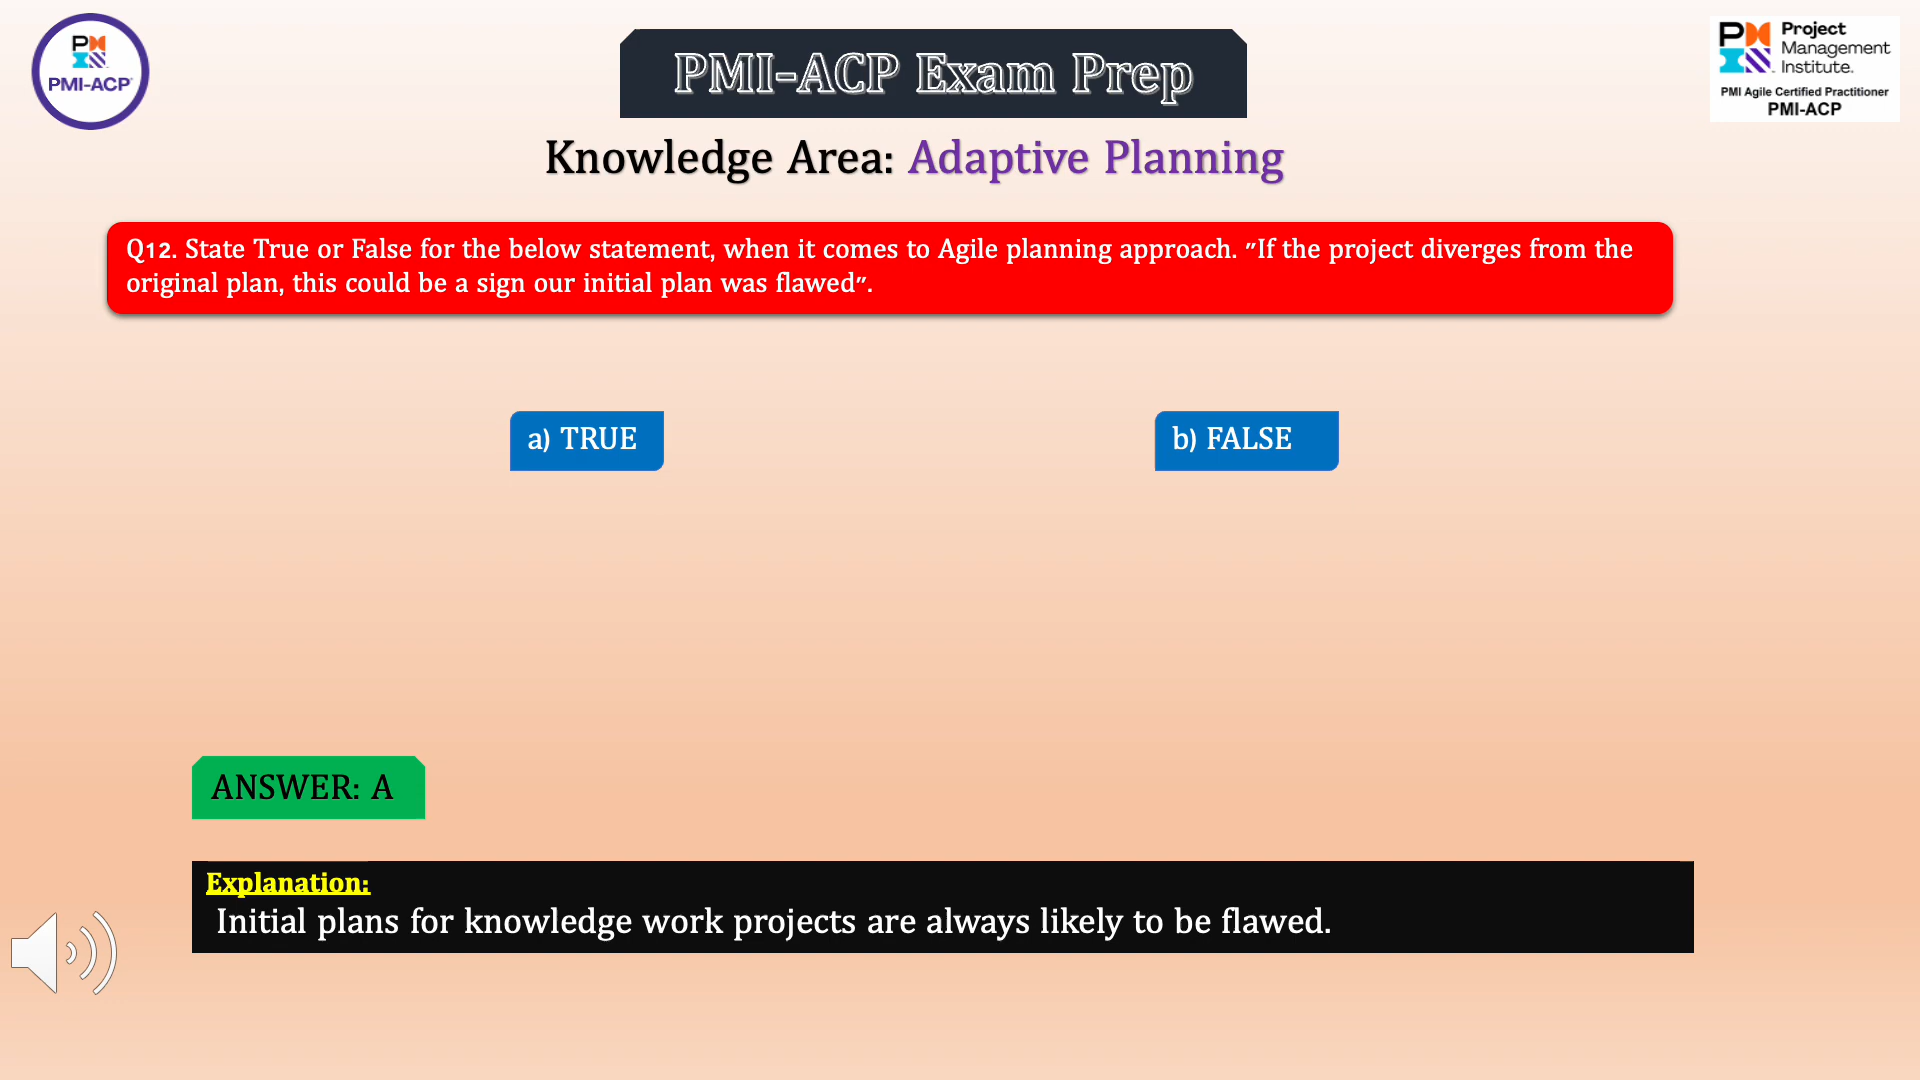 PMI-ACP
PMI-ACP Exam Prep
Project
Management
Institute.
PMI Agile Certified Practitioner
PMI-ACP
Knowledge Area: Adaptive Planning
Q12. State True or False for the below statement, when it comes to Agile planning approach. "If the project diverges from the
original plan, this could be a sign our initial plan was flawed".
a) TRUE
b) FALSE
ANSWER: A
Explanation:
Initial plans for knowledge work projects are always likely to be flawed.